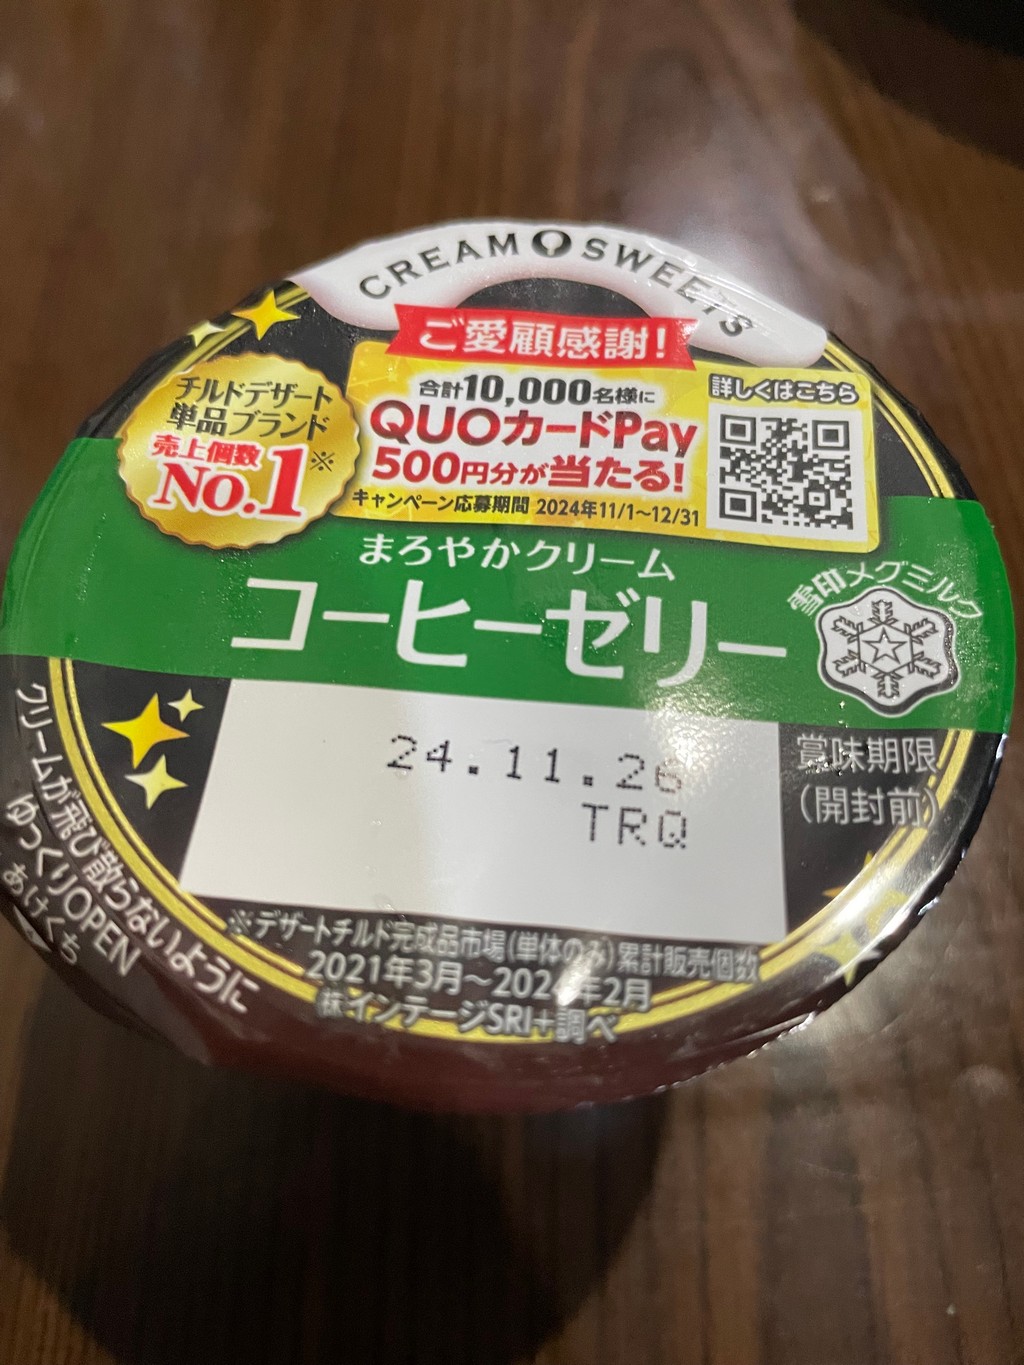 CREAM SWEETS
ご愛顧感謝!
合計10,000名様に
QUOカードPay
500円分が当たる!
キャンペーン応募期間 2024年11/1~12/31
詳しくはこちら
チルドデザート
単品ブランド
売上個数
No.1※
まろやかクリーム
コーヒーゼリー
雪印メグミルク
24.11.26
TRQ
賞味期限
(開封前)
クリームが飛び散らないように
ゆっくりOPEN
あけくち
※デザートチルド完成品市場(単体のみ)累計販売個数
2021年3月~2024年2月
㈱インテージSRI+調べ